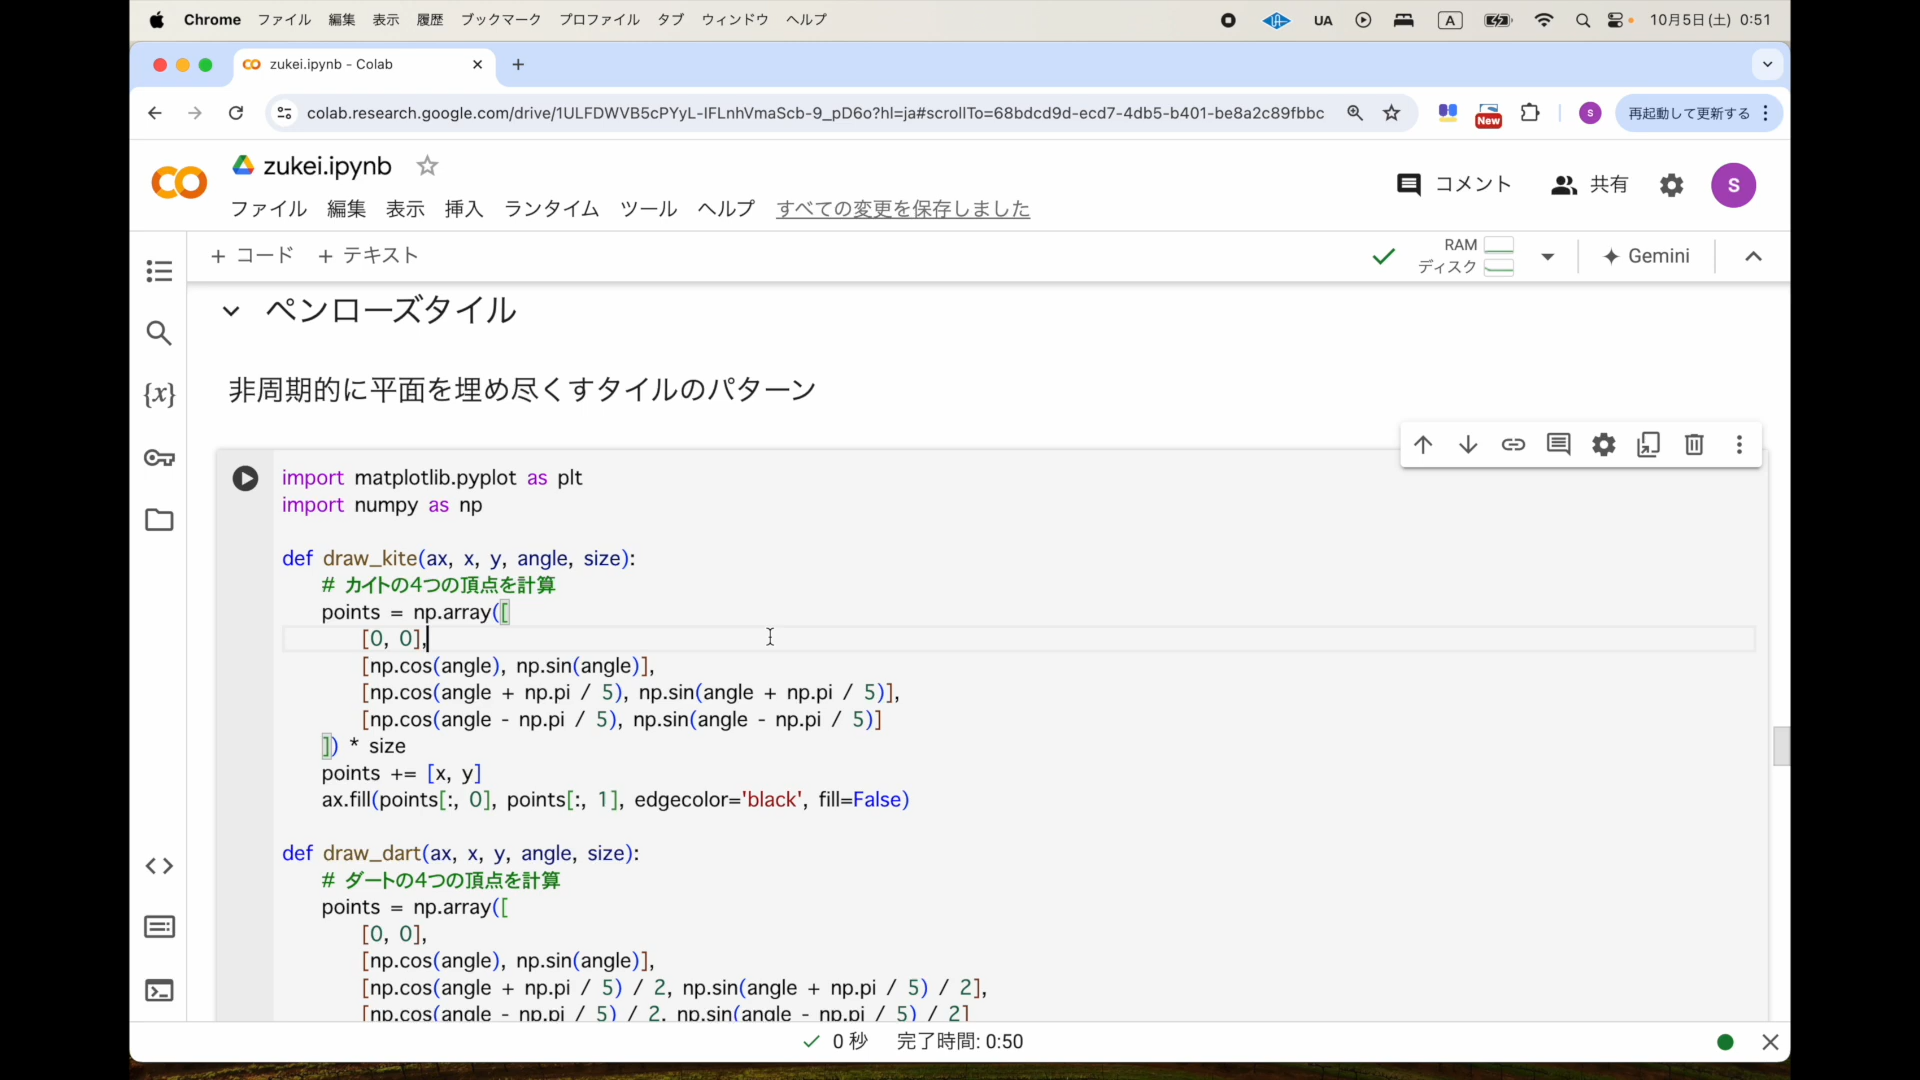 Chrome ファイル 編集 表示 履歴 ブックマーク プロファイル タブ ウィンドウ ヘルプ UA A 10月5日(土) 0:51
zukei.ipynb - Colab
colab.research.google.com/drive/1ULFDWVB5cPYyL-IFLnhVmaScb-9_pD6o?hl=ja#scrollTo=68bdcd9d-ecd7-4db5-b401-be8a2c89fbbc New S 再起動して更新する
zukei.ipynb
コメント 共有 S
ファイル 編集 表示 挿入 ランタイム ツール ヘルプ すべての変更を保存しました
+ コード + テキスト RAM ディスク Gemini
ペンローズタイル
{x}
非周期的に平面を埋め尽くすタイルのパターン
import matplotlib.pyplot as plt
import numpy as np
def draw_kite(ax, x, y, angle, size):
# カイトの4つの頂点を計算
points = np.array([
[0, 0],
[np.cos(angle), np.sin(angle)],
[np.cos(angle + np.pi / 5), np.sin(angle + np.pi / 5)],
[np.cos(angle - np.pi / 5), np.sin(angle - np.pi / 5)]
]) * size
points += [x, y]
ax.fill(points[:, 0], points[:, 1], edgecolor='black', fill=False)
def draw_dart(ax, x, y, angle, size):
# ダートの4つの頂点を計算
points = np.array([
[0, 0],
[np.cos(angle), np.sin(angle)],
[np.cos(angle + np.pi / 5) / 2, np.sin(angle + np.pi / 5) / 2],
[np.cos(angle - np.pi / 5) / 2, np.sin(angle - np.pi / 5) / 2]
0 秒 完了時間: 0:50